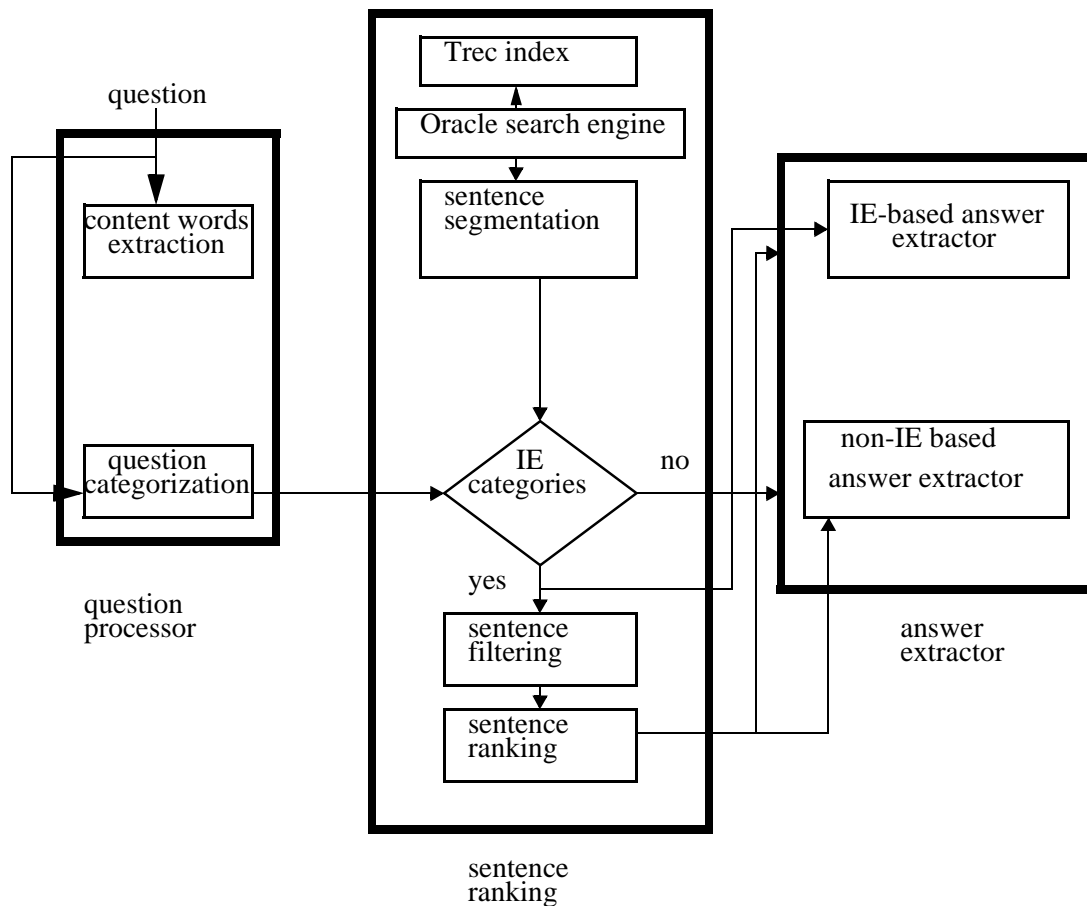 question
content words
extraction
question
categorization
question
processor
Trec index
Oracle search engine
sentence
segmentation
IE
categories
no
yes
sentence
filtering
sentence
ranking
sentence
ranking
IE-based answer
extractor
non-IE based
answer extractor
answer
extractor